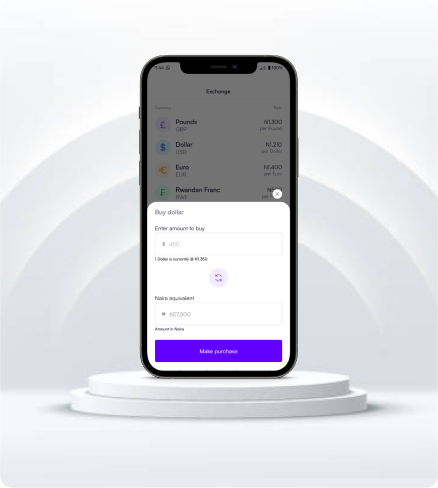 100%
Exchange
Currency Rate
£ Pounds ₦1,300
GBP per Pound
$ Dollar ₦1,210
USD per Dollar
€ Euro ₦1,400
EUR per Euro
Rwandan Franc
RWF per
Buy dollar
Enter amount to buy
$ 450
1 Dollar is currently @ ₦1,350
Naira equivalent
₦ 607,500
Amount in Naira
Make purchase